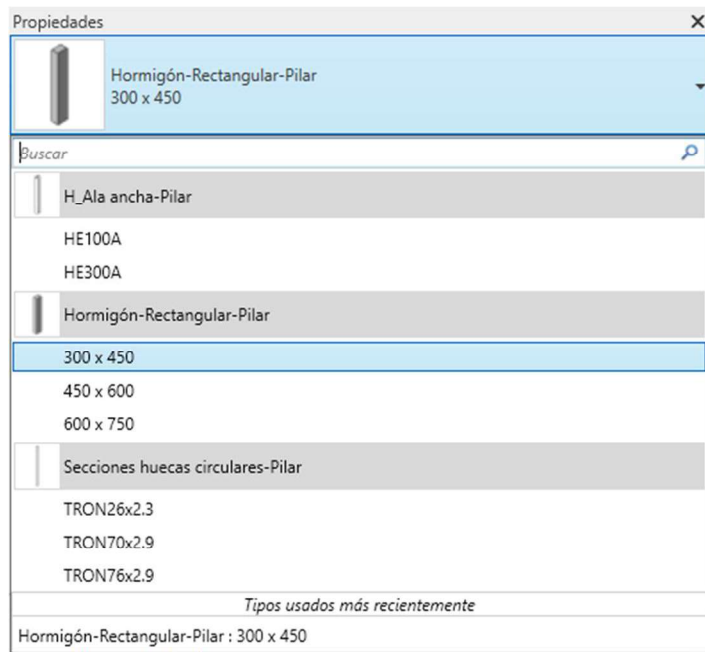 Propiedades
Hormigón-Rectangular-Pilar
300 x 450
Buscar
H_Ala ancha-Pilar
HE100A
HE300A
Hormigón-Rectangular-Pilar
300 x 450
450 x 600
600 x 750
Secciones huecas circulares-Pilar
TRON26x2.3
TRON70x2.9
TRON76x2.9
Tipos usados más recientemente
Hormigón-Rectangular-Pilar : 300 x 450